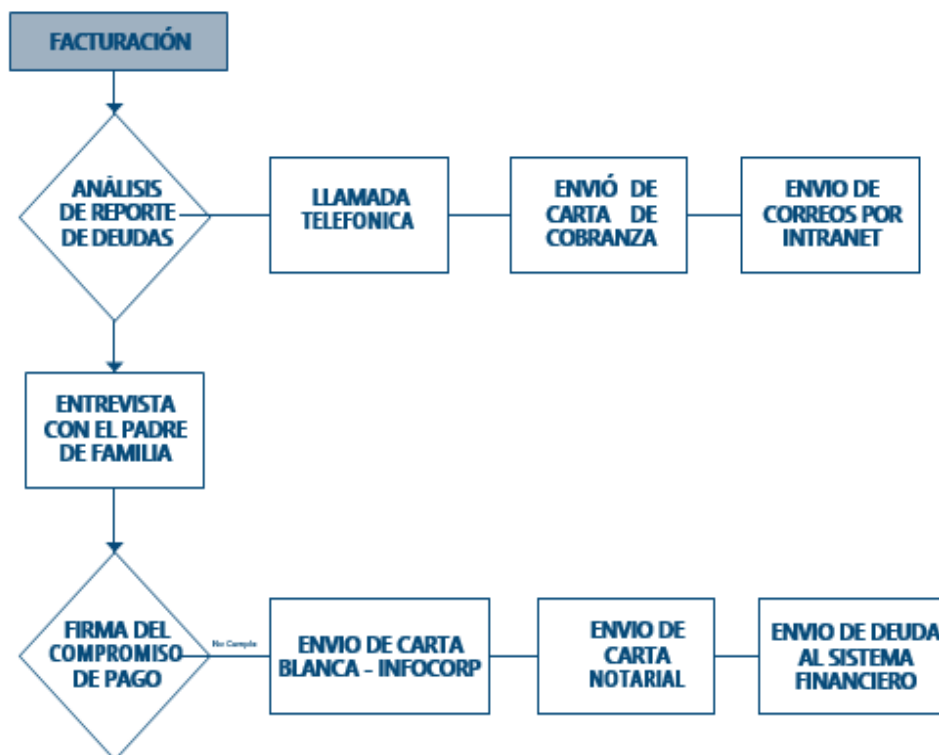 FACTURACIÓN
ANÁLISIS
DE REPORTE
DE DEUDAS
LLAMADA
TELEFONICA
ENVIÓ DE
CARTA DE
COBRANZA
ENVIO DE
CORREOS POR
INTRANET
ENTREVISTA
CON EL PADRE
DE FAMILIA
FIRMA DEL
COMPROMISO
DE PAGO
No Cumple
ENVIO DE CARTA
BLANCA - INFOCORP
ENVIO DE
CARTA
NOTARIAL
ENVIO DE DEUDA
AL SISTEMA
FINANCIERO